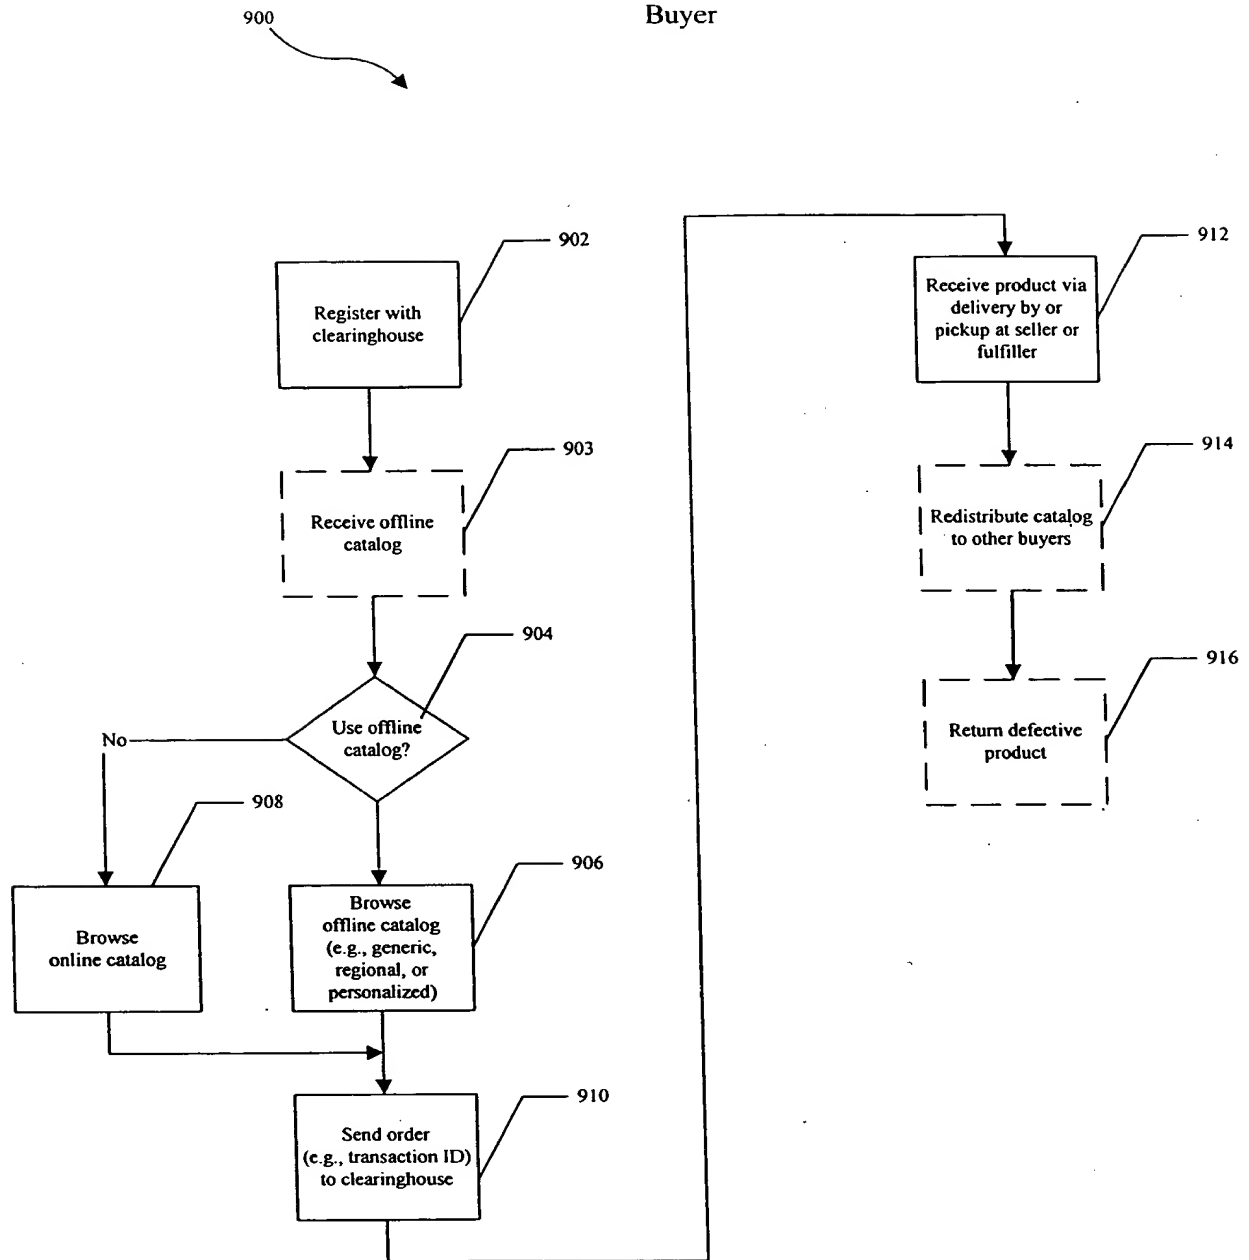 900
Buyer
902
Register with
clearinghouse
903
Receive offline
catalog
904
Use offline
catalog?
No
908
Browse
online catalog
906
Browse
offline catalog
(e.g., generic,
regional, or
personalized)
910
Send order
(e.g., transaction ID)
to clearinghouse
912
Receive product via
delivery by or
pickup at seller or
fulfiller
914
Redistribute catalog
to other buyers
916
Return defective
product